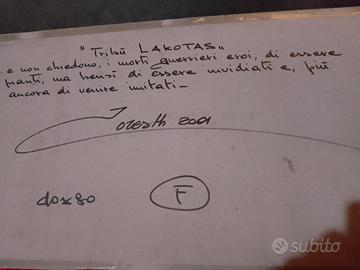 "Tribù LAKOTAS"
e non chiedono, i morti guerrieri eroi, di essere
pianti, ma bensì di essere invidiati e, più
ancora di venire imitati-
2001
40x80
F
subito